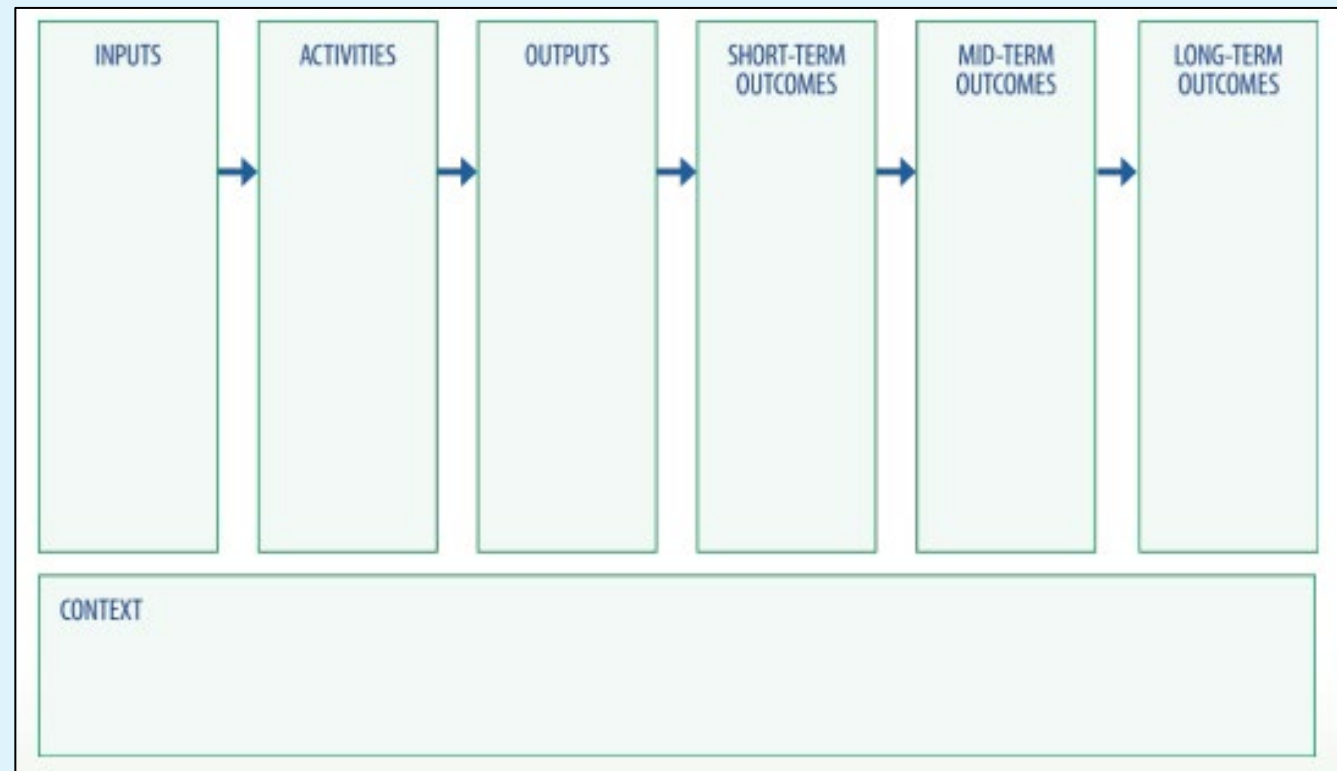 INPUTS
ACTIVITIES
OUTPUTS
SHORT-TERM
OUTCOMES
MID-TERM
OUTCOMES
LONG-TERM
OUTCOMES
CONTEXT